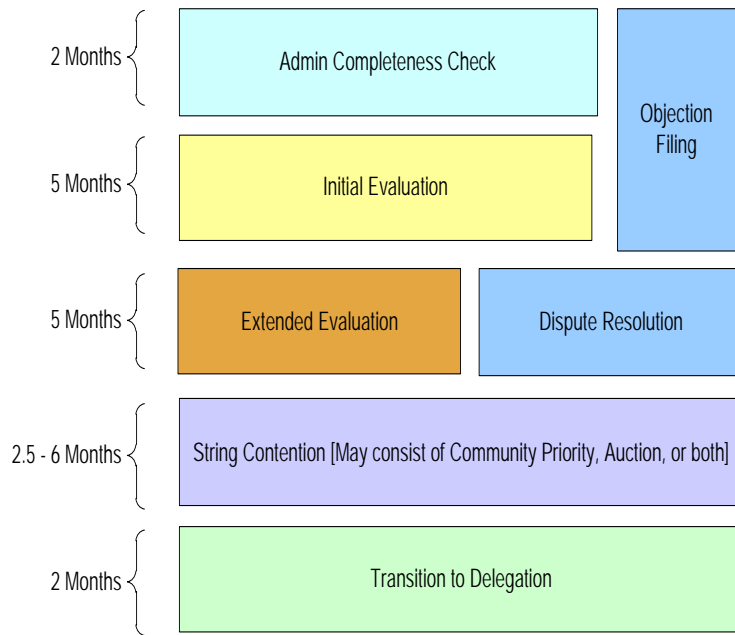 2 Months
Admin Completeness Check
Objection
Filing
5 Months
Initial Evaluation
5 Months
Extended Evaluation
Dispute Resolution
2.5 - 6 Months
String Contention [May consist of Community Priority, Auction, or both]
2 Months
Transition to Delegation